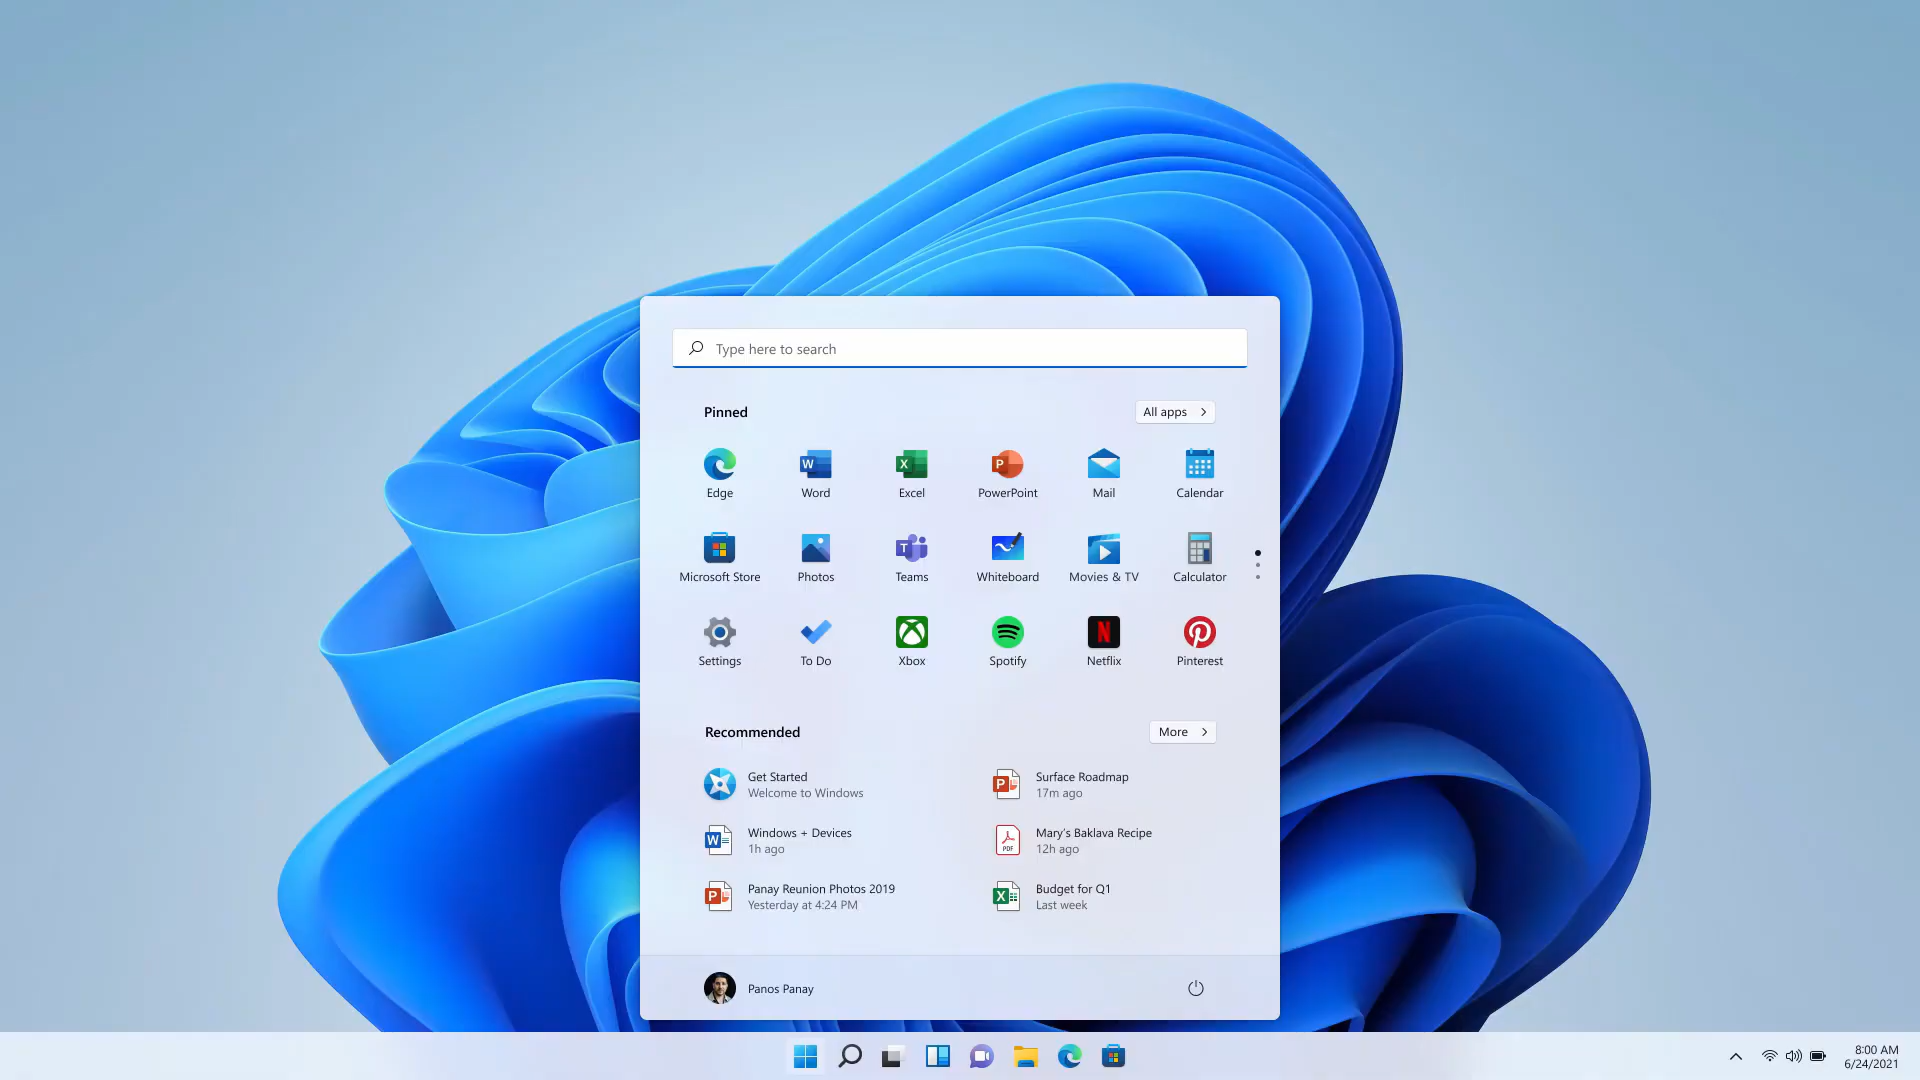 Type here to search
Pinned
All apps
Edge
Word
Excel
PowerPoint
Mail
Calendar
Microsoft Store
Photos
Teams
Whiteboard
Movies & TV
Calculator
Settings
To Do
Xbox
Spotify
Netflix
Pinterest
Recommended
More
Get Started
Welcome to Windows
Surface Roadmap
17m ago
Windows + Devices
1h ago
Mary's Baklava Recipe
12h ago
Panay Reunion Photos 2019
Yesterday at 4:24 PM
Budget for Q1
Last week
Panos Panay
8:00 AM
6/24/2021